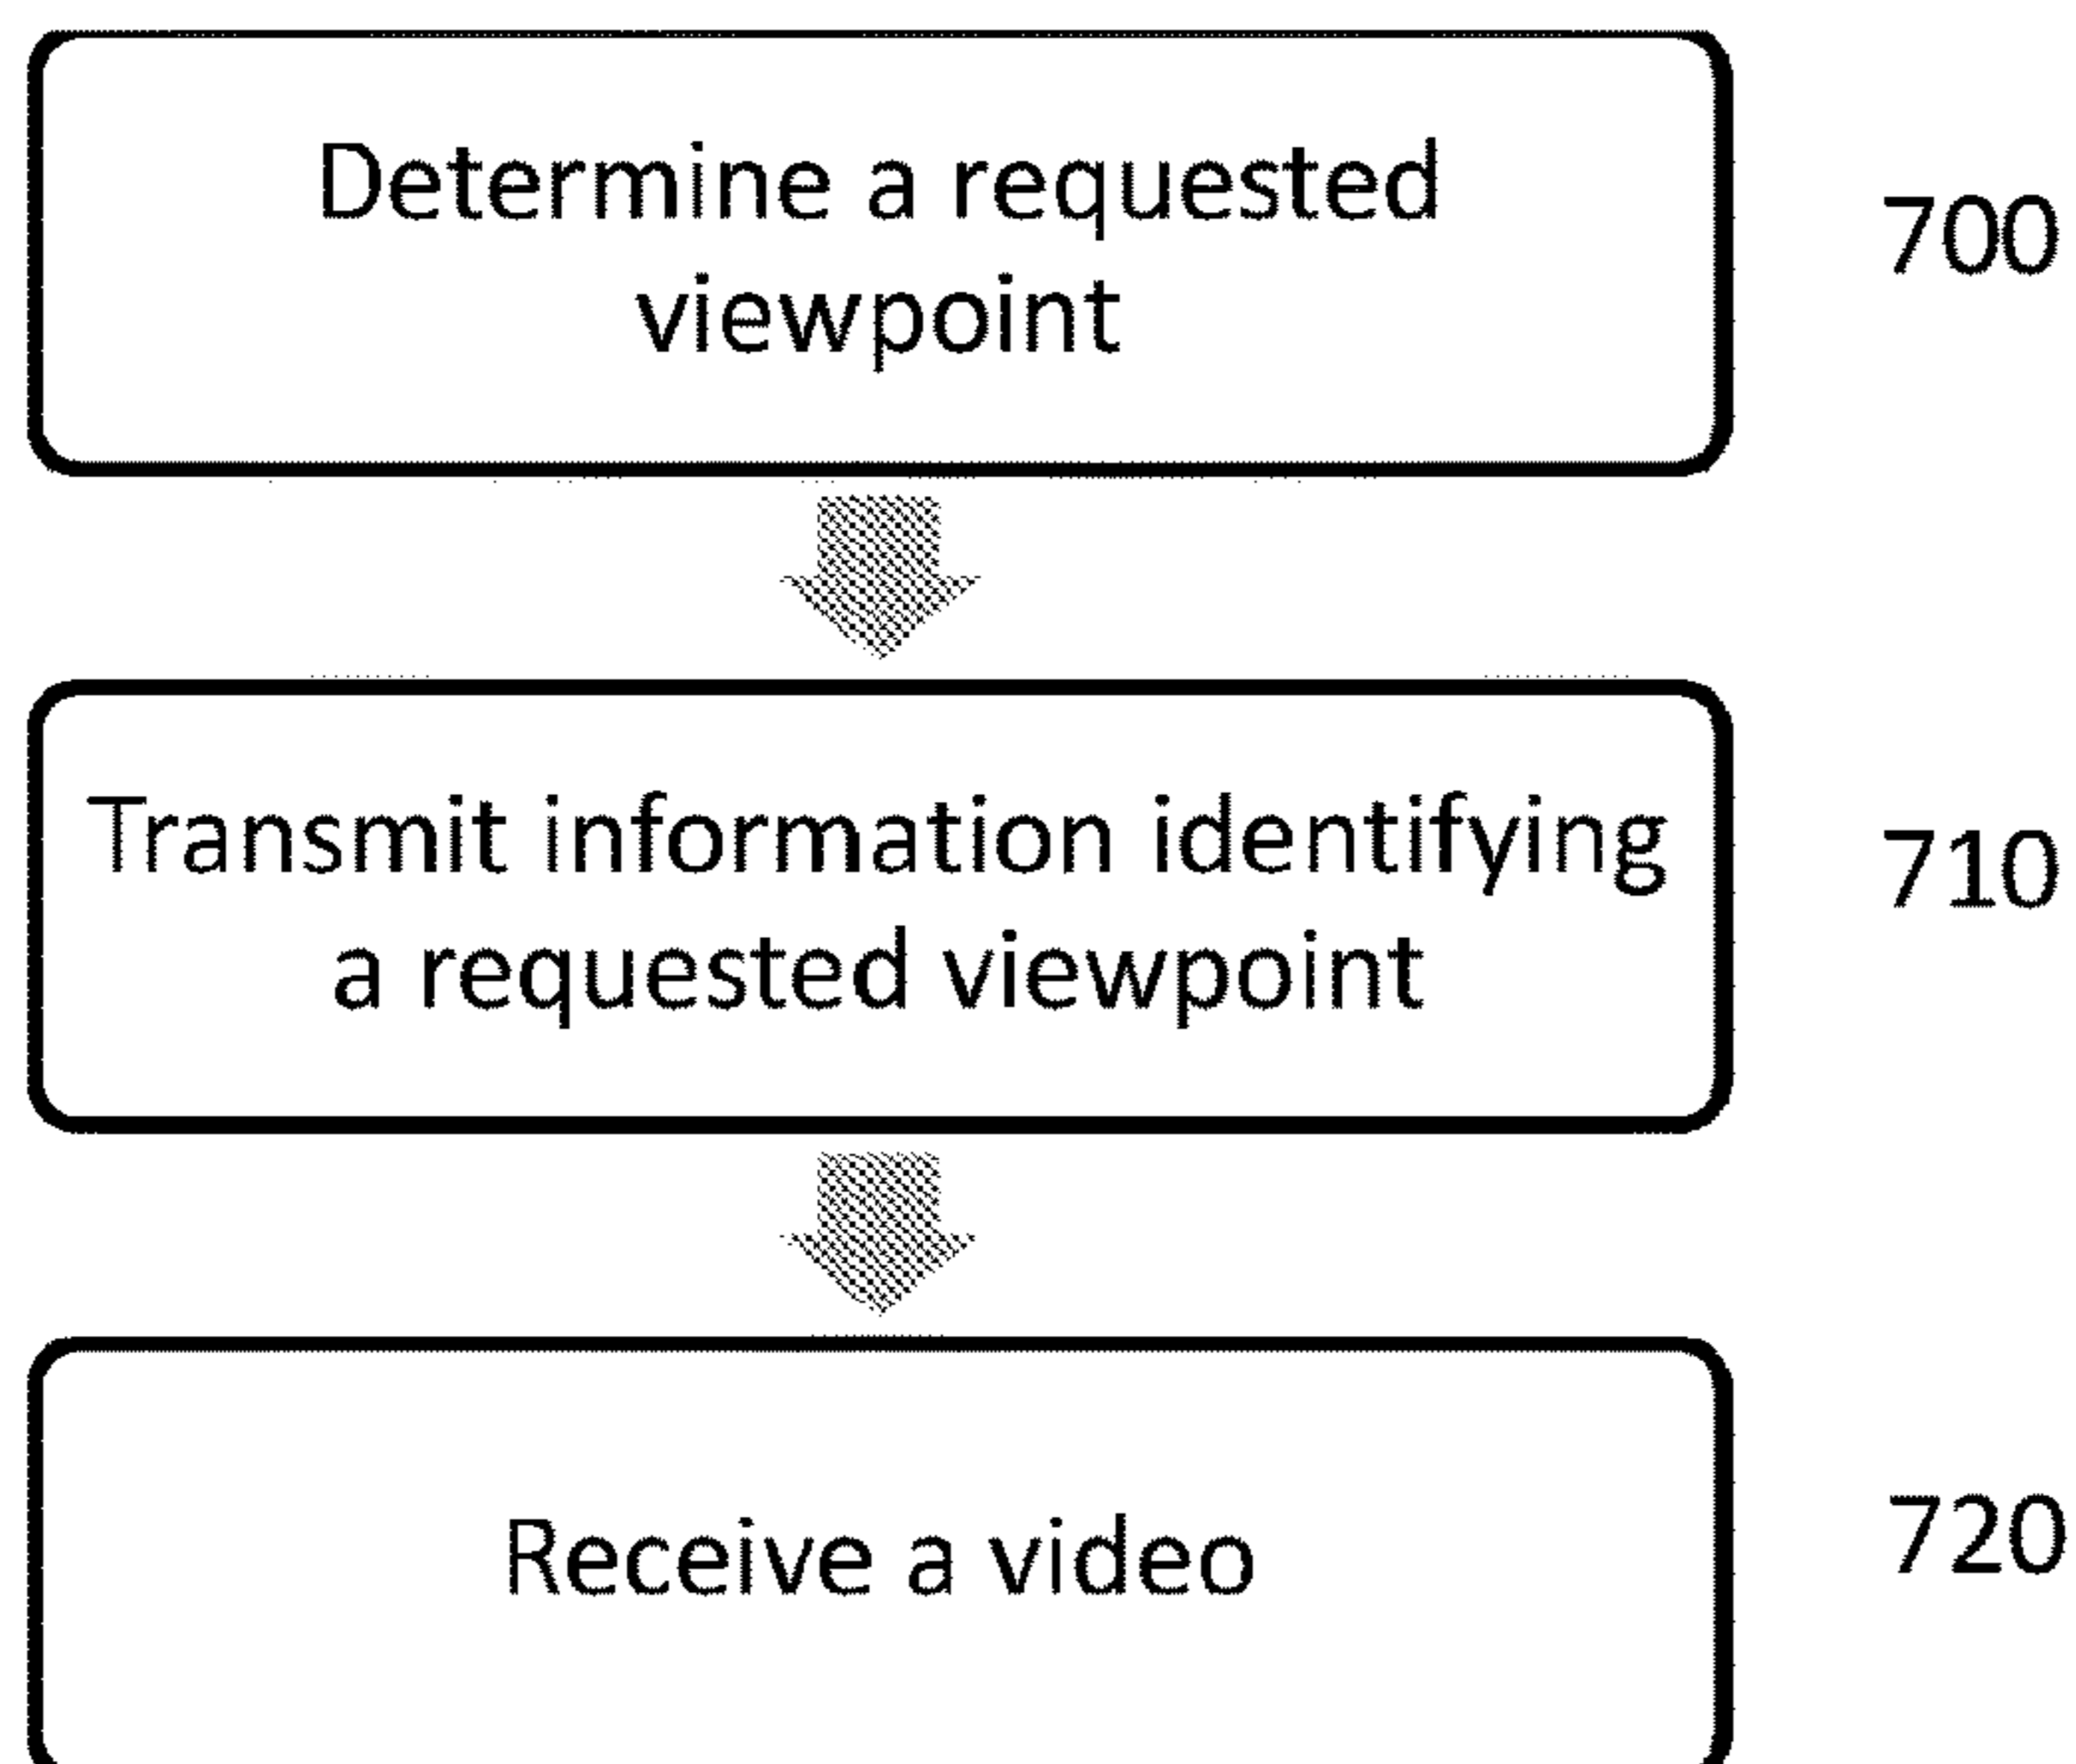 Determine a requested
viewpoint
700
Transmit information identifying
a requested viewpoint
710
Receive a video
720